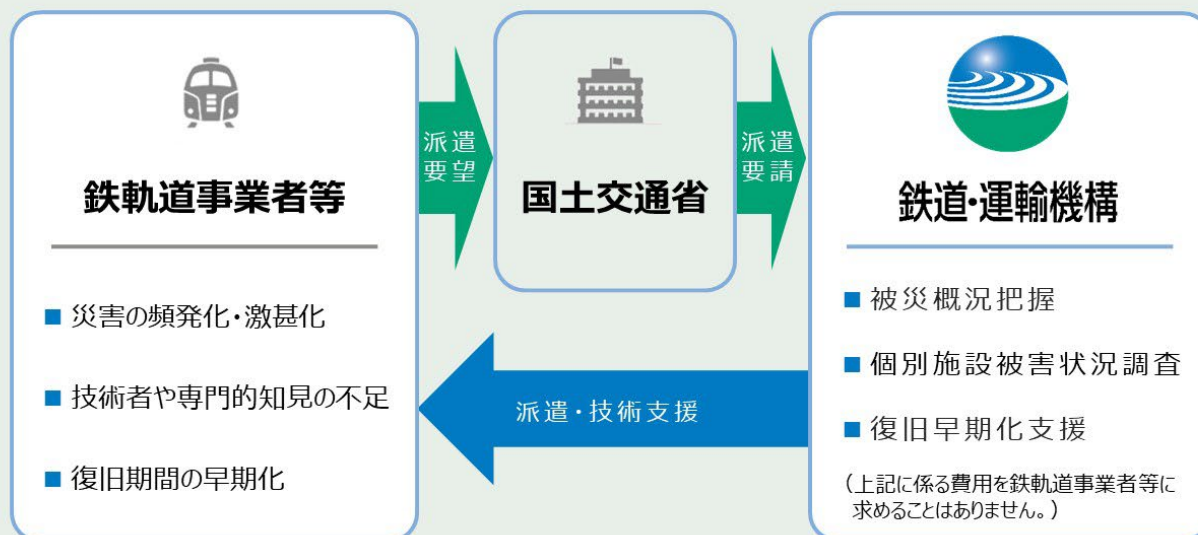 鉄軌道事業者等
■ 災害の頻発化・激甚化
■ 技術者や専門的知見の不足
■ 復旧期間の早期化
派遣
要望
国土交通省
派遣
要請
鉄道・運輸機構
■ 被災概況把握
■ 個別施設被害状況調査
■ 復旧早期化支援
（上記に係る費用を鉄軌道事業者等に
求めることはありません。）
派遣・技術支援